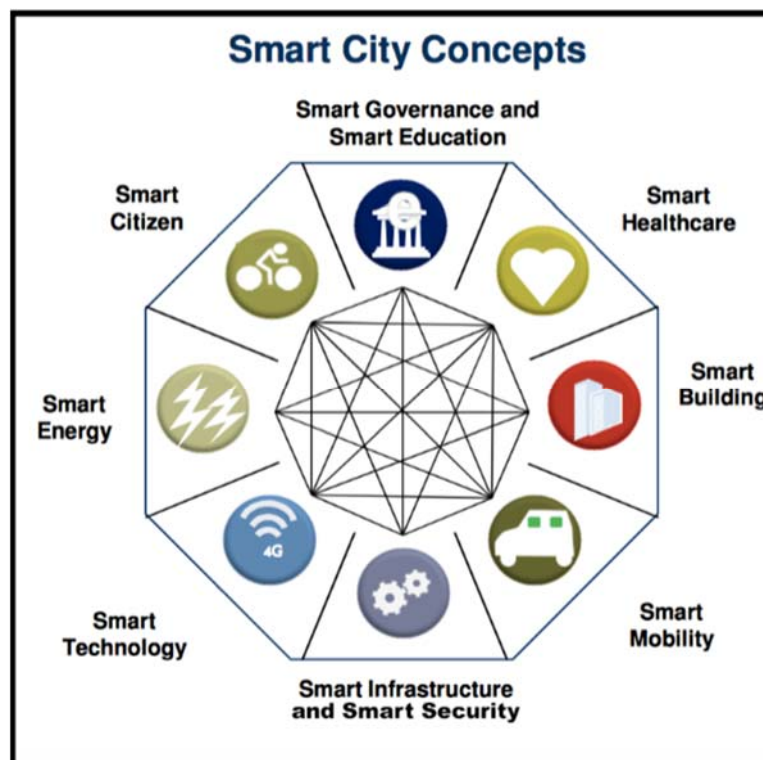 Smart City Concepts
Smart Governance and
Smart Education
Smart
Citizen
Smart
Healthcare
Smart
Energy
Smart
Building
4G
Smart
Technology
Smart
Mobility
Smart Infrastructure
and Smart Security